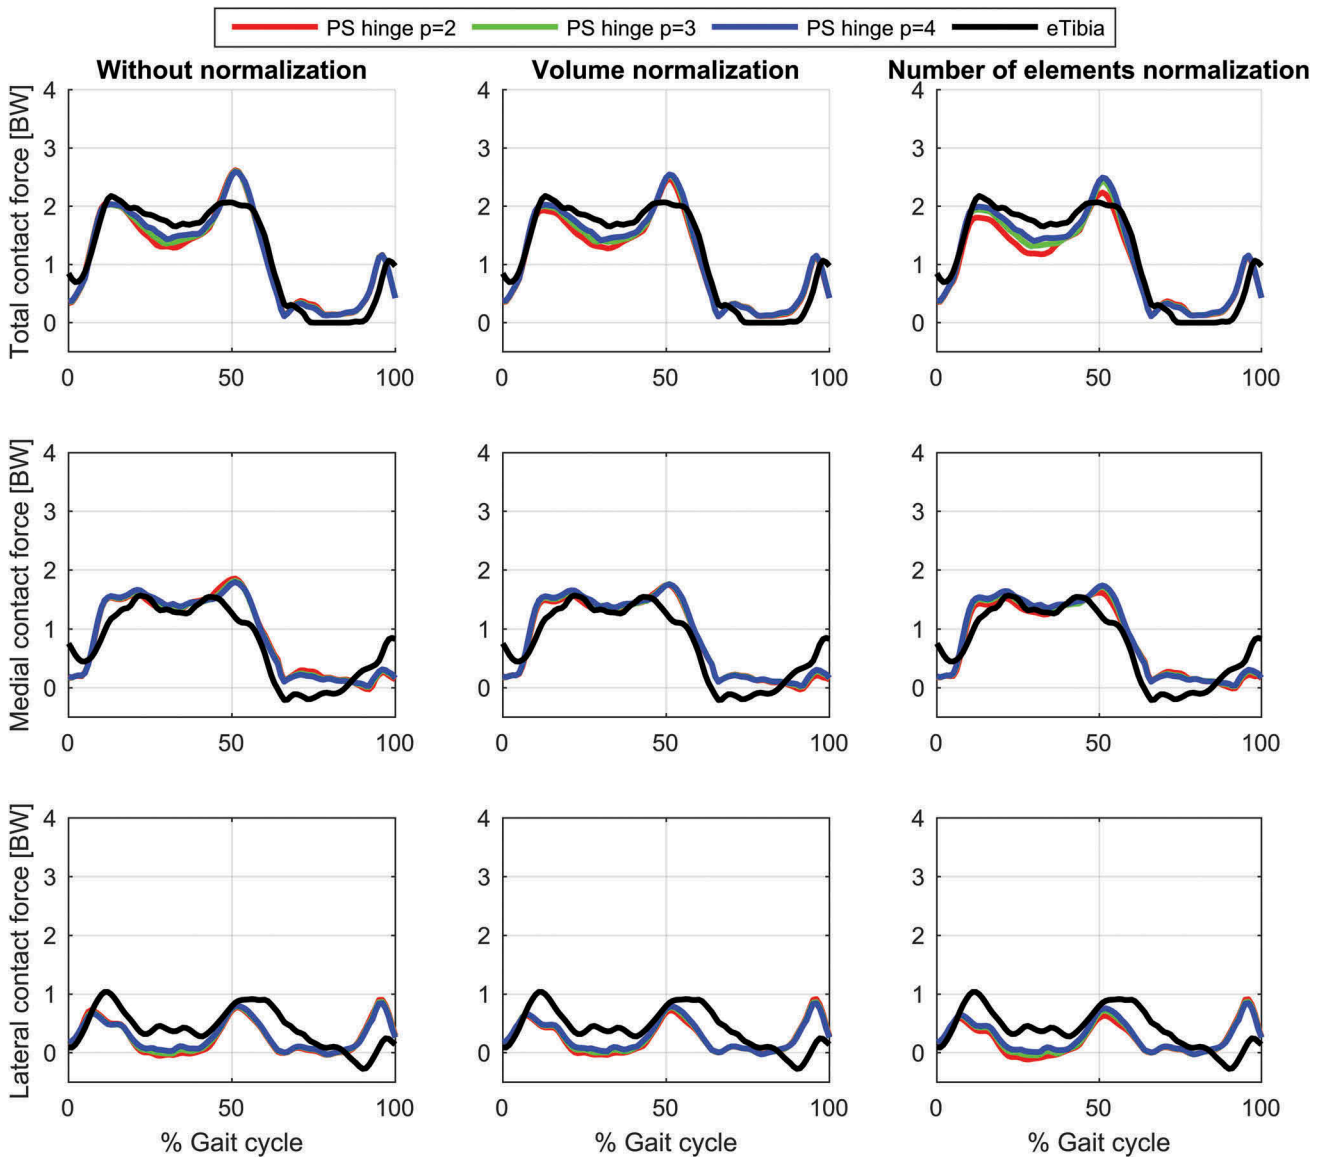 PS hinge p=2 PS hinge p=3 PS hinge p=4 eTibia
Without normalization Volume normalization Number of elements normalization
Total contact force [BW]
4 4 4
3 3 3
2 2 2
1 1 1
0 0 0
0 50 100 0 50 100 0 50 100
Medial contact force [BW]
4 4 4
3 3 3
2 2 2
1 1 1
0 0 0
0 50 100 0 50 100 0 50 100
Lateral contact force [BW]
4 4 4
3 3 3
2 2 2
1 1 1
0 0 0
0 50 100 0 50 100 0 50 100
% Gait cycle % Gait cycle % Gait cycle